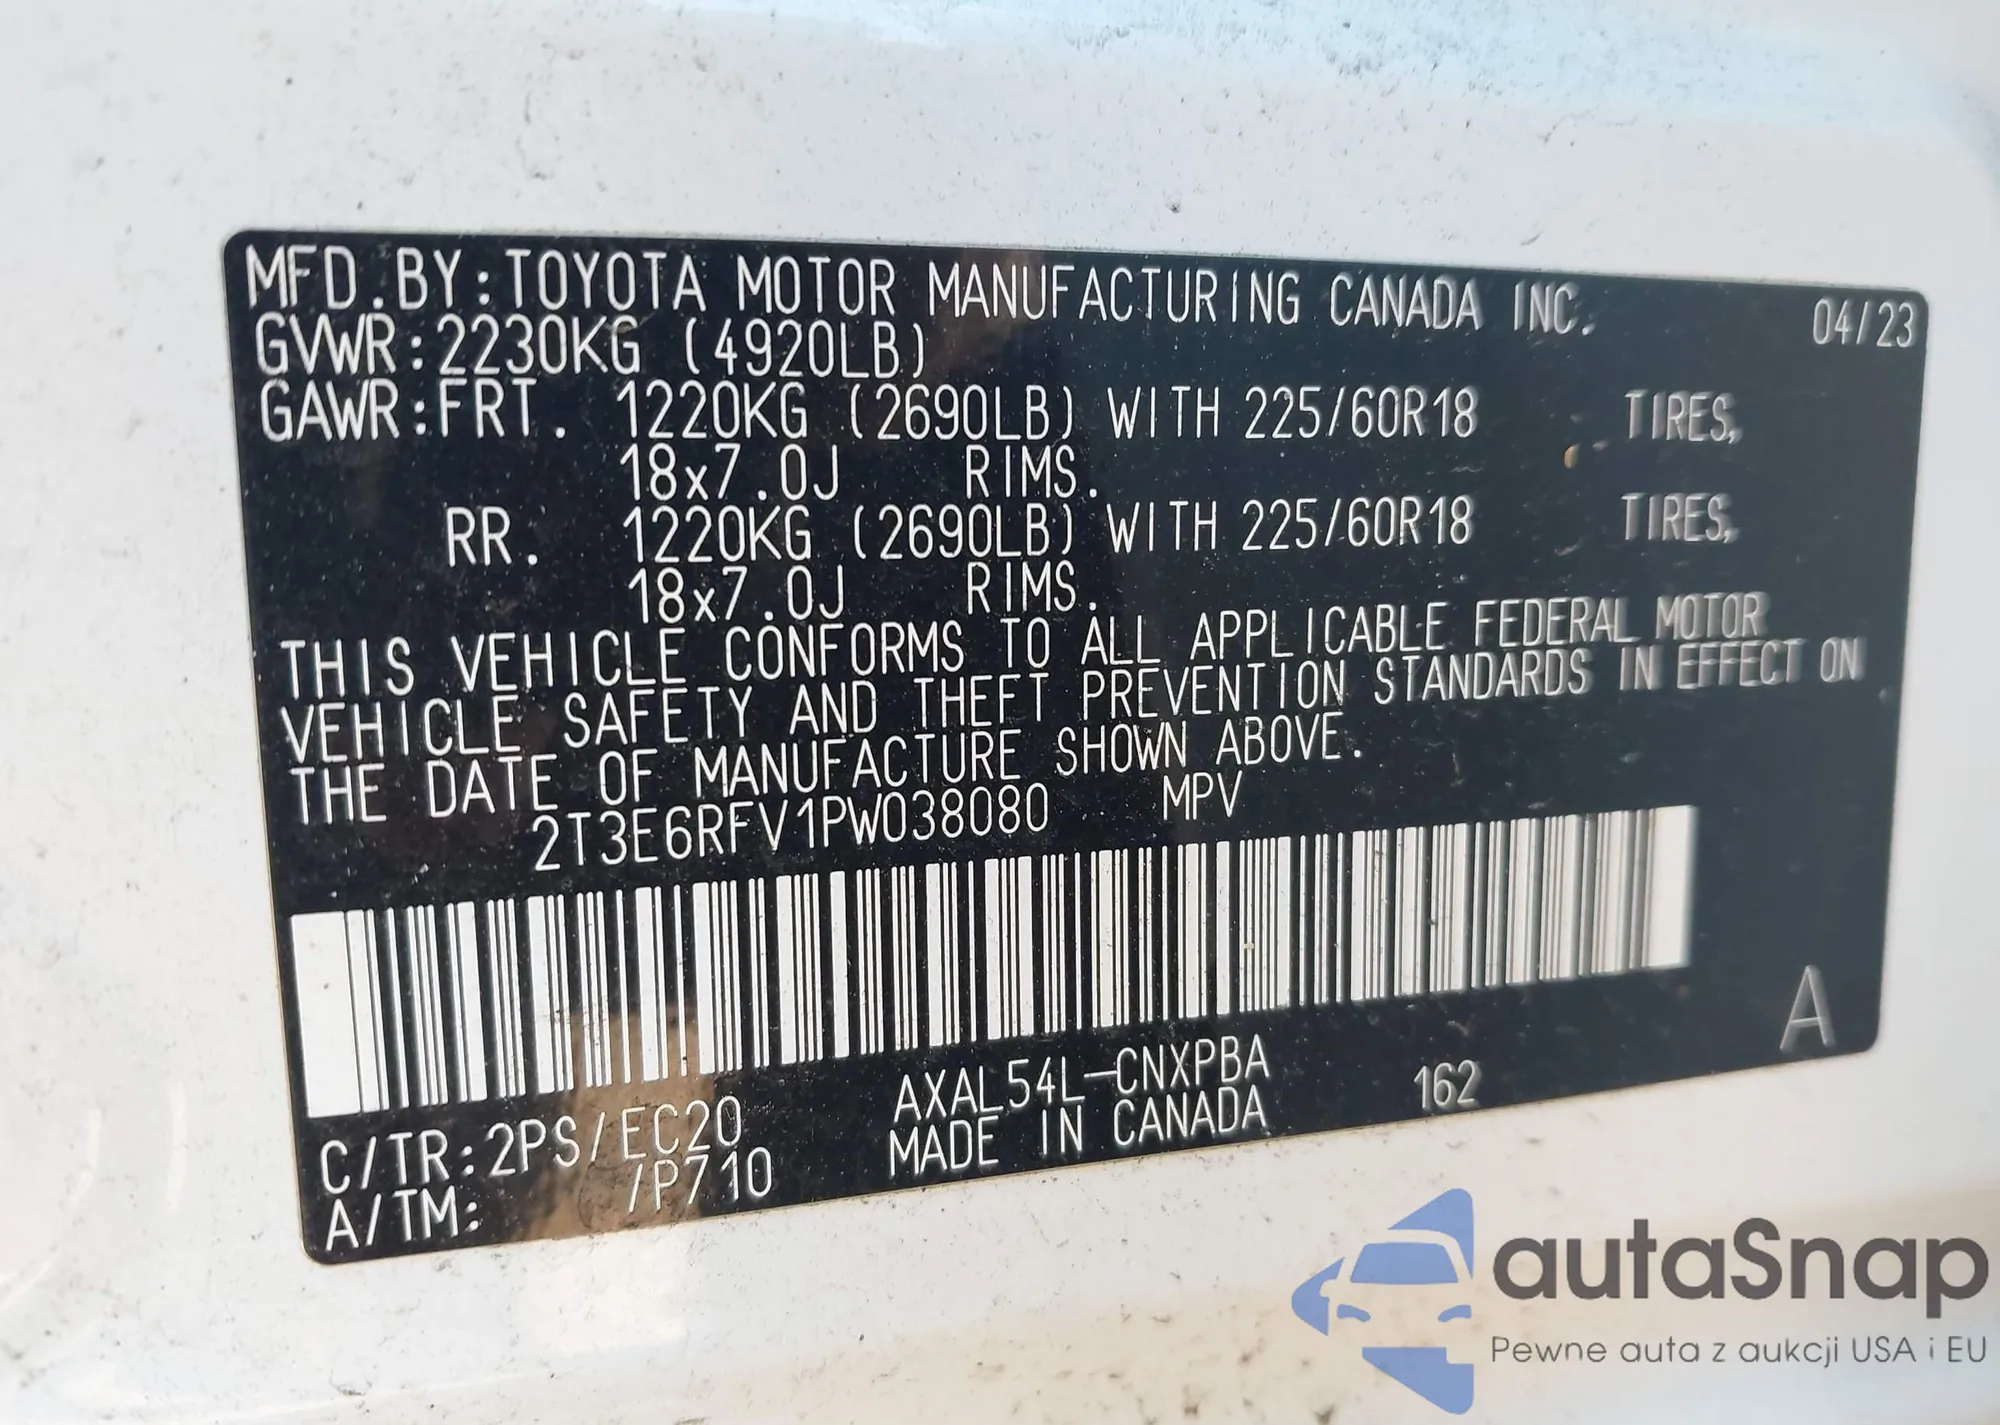 MFD.BY:TOYOTA MOTOR MANUFACTURING CANADA INC. 04/23
GVWR:2230KG (4920LB)
GAWR:FRT. 1220KG (2690LB) WITH 225/60R18 TIRES,
18x7.0J RIMS.
RR. 1220KG (2690LB) WITH 225/60R18 TIRES,
18x7.0J RIMS.
THIS VEHICLE CONFORMS TO ALL APPLICABLE FEDERAL MOTOR
VEHICLE SAFETY AND THEFT PREVENTION STANDARDS IN EFFECT ON
THE DATE OF MANUFACTURE SHOWN ABOVE.
2T3E6RFV1PW038080 MPV
A
C/TR:2PS/EC20 AXAL54L-CNXPBA 162
A/TM: /P710 MADE IN CANADA
autaSnap
Pewne auta z aukcji USA i EU